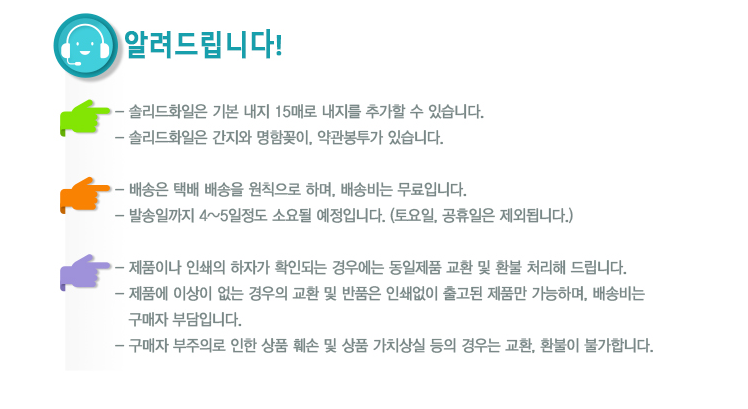 알려드립니다!
- 솔리드화일은 기본 내지 15매로 내지를 추가할 수 있습니다.
- 솔리드화일은 간지와 명함꽂이, 약관봉투가 있습니다.
- 배송은 택배 배송을 원칙으로 하며, 배송비는 무료입니다.
- 발송일까지 4~5일정도 소요될 예정입니다. (토요일, 공휴일은 제외됩니다.)
- 제품이나 인쇄의 하자가 확인되는 경우에는 동일제품 교환 및 환불 처리해 드립니다.
- 제품에 이상이 없는 경우의 교환 및 반품은 인쇄없이 출고된 제품만 가능하며, 배송비는
구매자 부담입니다.
- 구매자 부주의로 인한 상품 훼손 및 상품 가치상실 등의 경우는 교환, 환불이 불가합니다.